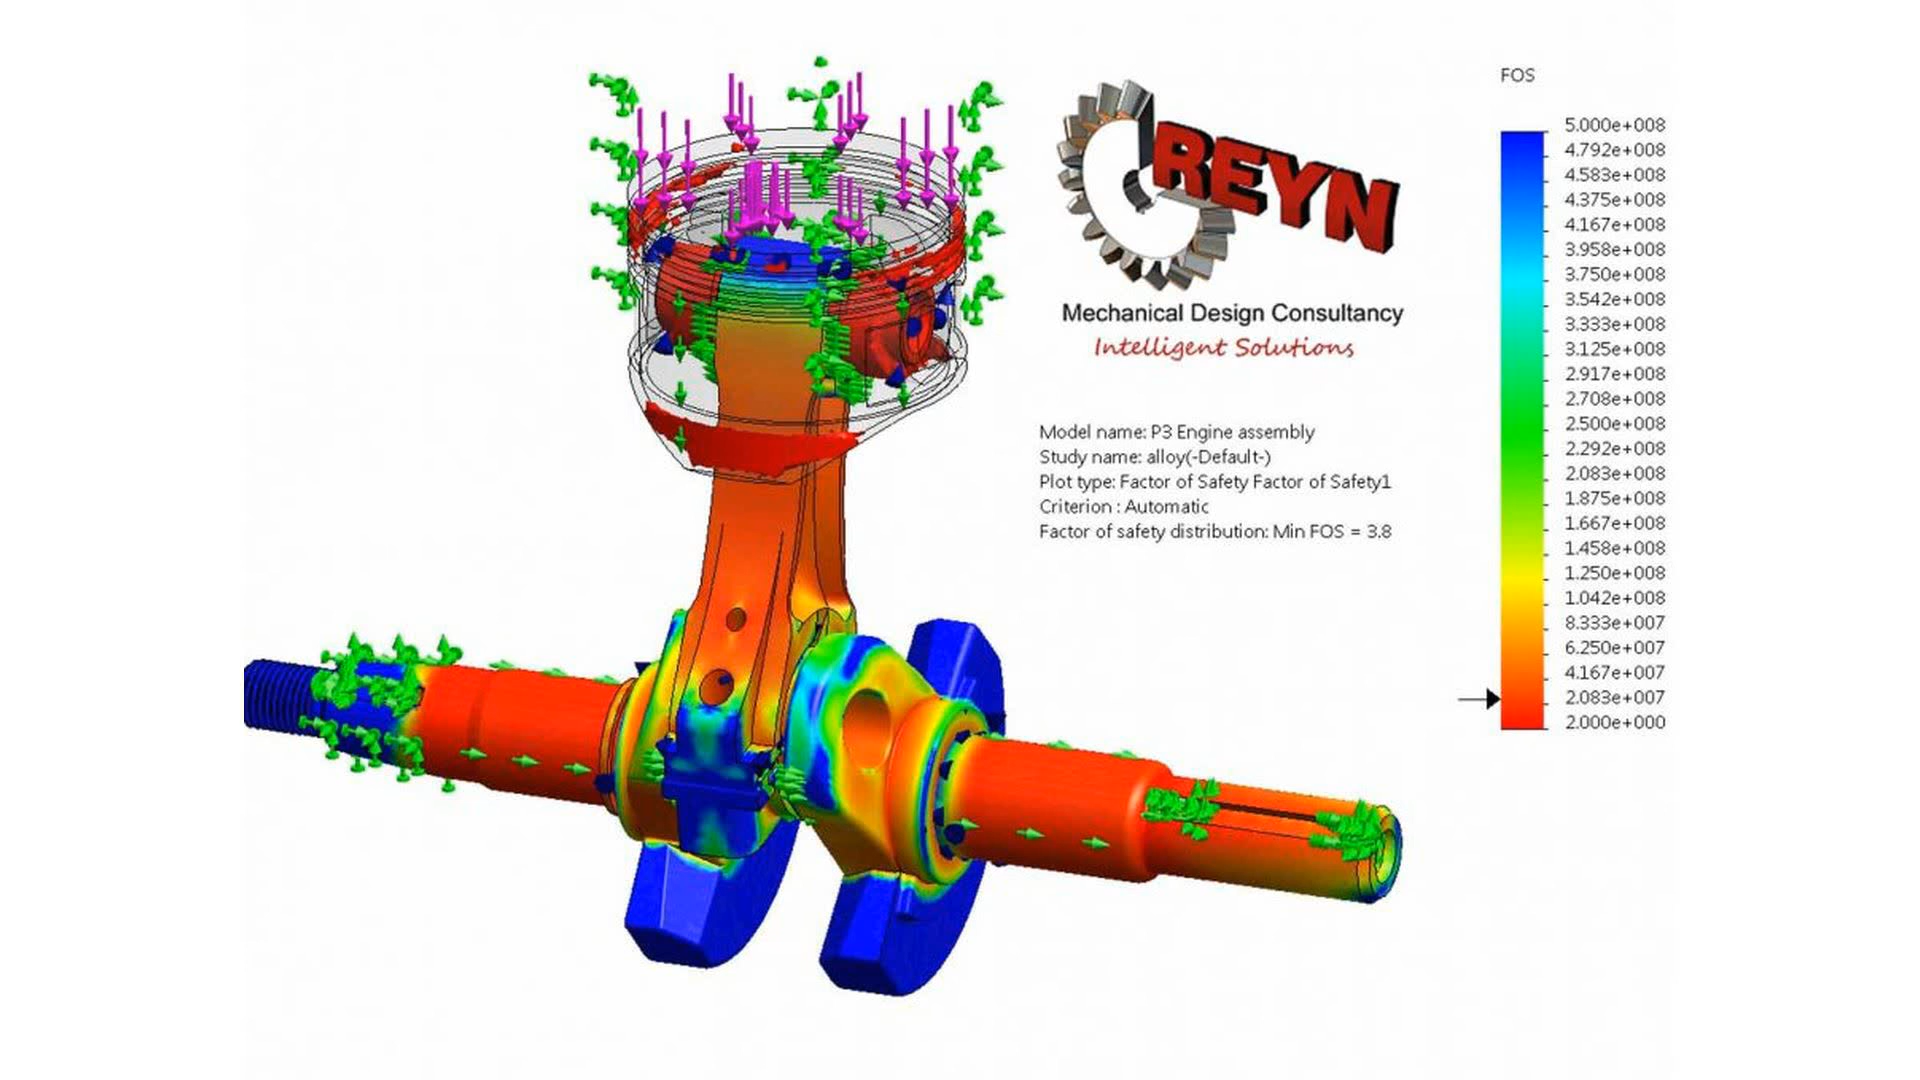 REYN
Mechanical Design Consultancy
Intelligent Solutions
Model name: P3 Engine assembly
Study name: alloy(-Default-)
Plot type: Factor of Safety Factor of Safety1
Criterion : Automatic
Factor of safety distribution: Min FOS = 3.8
FOS
5.000e+008
4.792e+008
4.583e+008
4.375e+008
4.167e+008
3.958e+008
3.750e+008
3.542e+008
3.333e+008
3.125e+008
2.917e+008
2.708e+008
2.500e+008
2.292e+008
2.083e+008
1.875e+008
1.667e+008
1.458e+008
1.250e+008
1.042e+008
8.333e+007
6.250e+007
4.167e+007
2.083e+007
2.000e+000